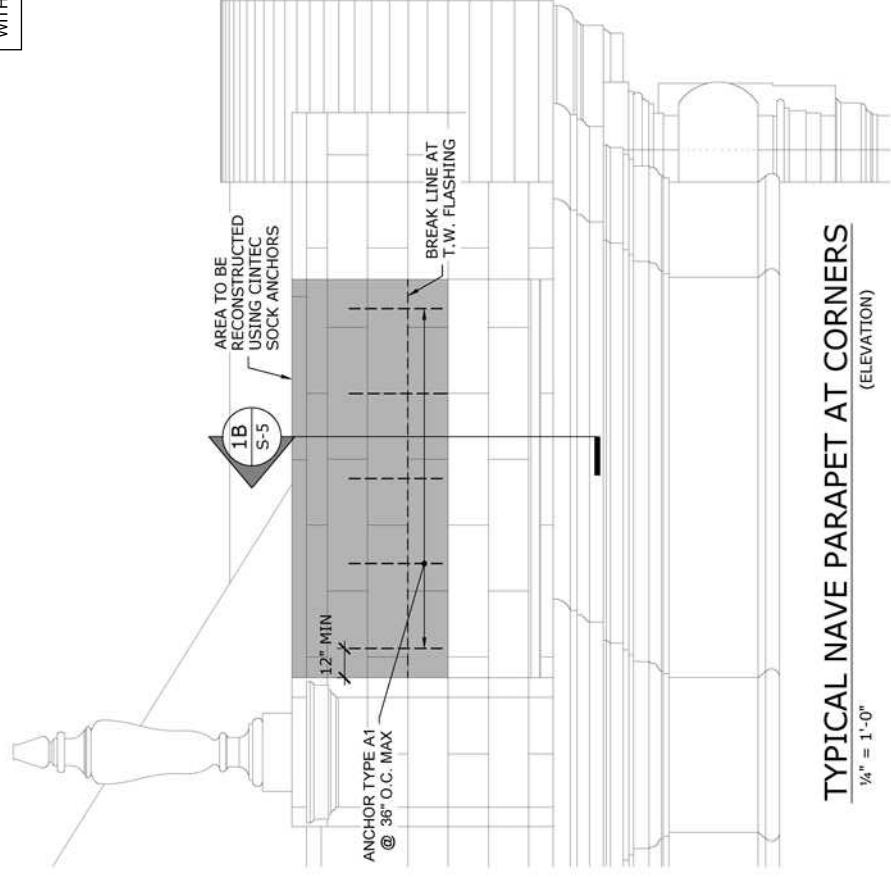 WITH
AREA TO BE
RECONSTRUCTED
USING CINTEC
SOCK ANCHORS
1B
S-5
BREAK LINE AT
T.W. FLASHING
12" MIN
ANCHOR TYPE A1
@ 36" O.C. MAX
TYPICAL NAVE PARAPET AT CORNERS
¼" = 1'-0"
(ELEVATION)